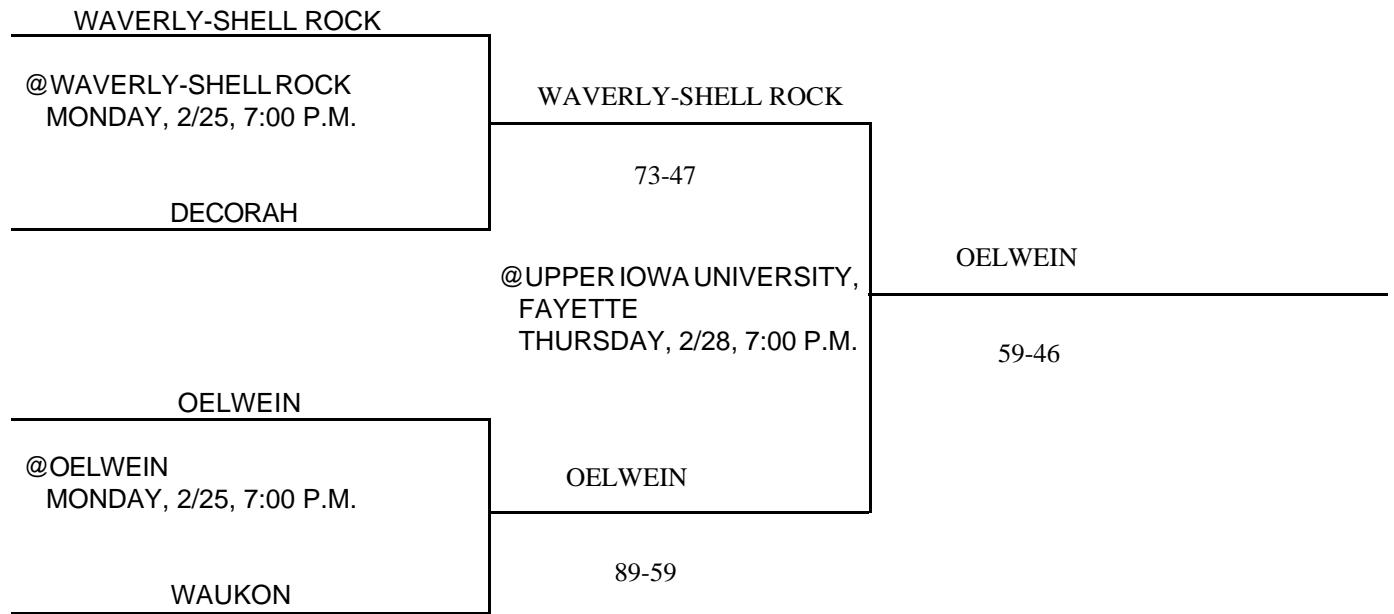 WAVERLY-SHELL ROCK
@WAVERLY-SHELL ROCK
MONDAY, 2/25, 7:00 P.M.
WAVERLY-SHELL ROCK
73-47
DECORAH
@UPPER IOWA UNIVERSITY,
FAYETTE
THURSDAY, 2/28, 7:00 P.M.
OELWEIN
59-46
OELWEIN
@OELWEIN
MONDAY, 2/25, 7:00 P.M.
OELWEIN
89-59
WAUKON